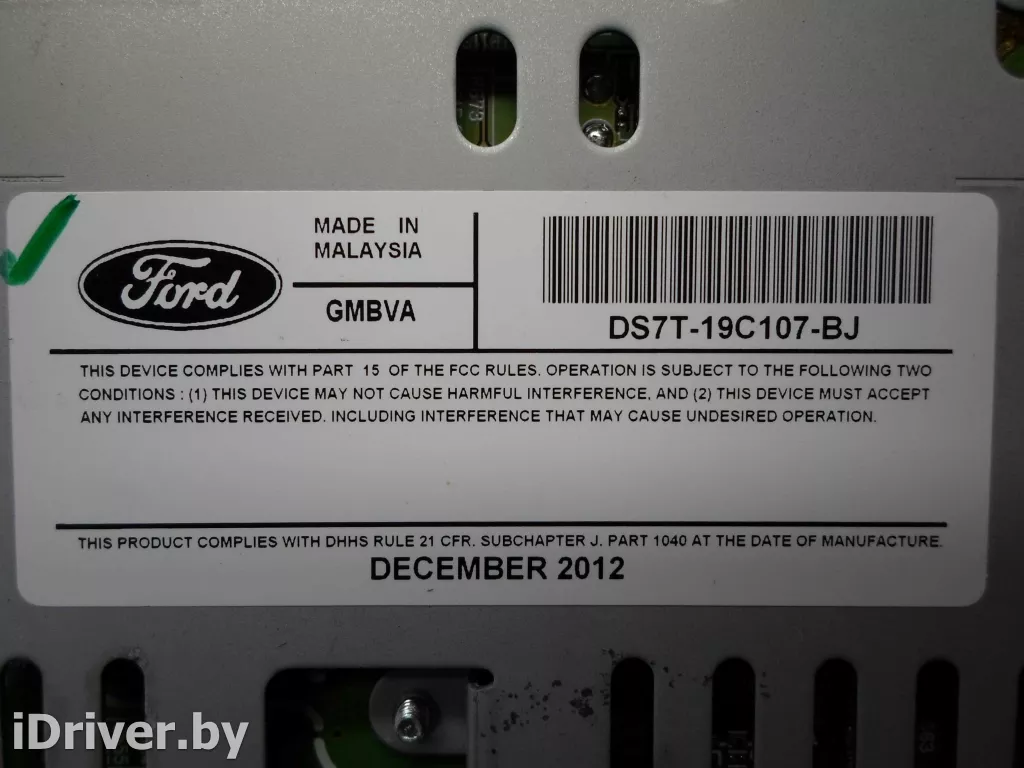 Ford
MADE IN
MALAYSIA
GMBVA
DS7T-19C107-BJ
THIS DEVICE COMPLIES WITH PART 15 OF THE FCC RULES. OPERATION IS SUBJECT TO THE FOLLOWING TWO
CONDITIONS : (1) THIS DEVICE MAY NOT CAUSE HARMFUL INTERFERENCE, AND (2) THIS DEVICE MUST ACCEPT
ANY INTERFERENCE RECEIVED. INCLUDING INTERFERENCE THAT MAY CAUSE UNDESIRED OPERATION.
THIS PRODUCT COMPLIES WITH DHHS RULE 21 CFR. SUBCHAPTER J. PART 1040 AT THE DATE OF MANUFACTURE.
DECEMBER 2012
iDriver.by